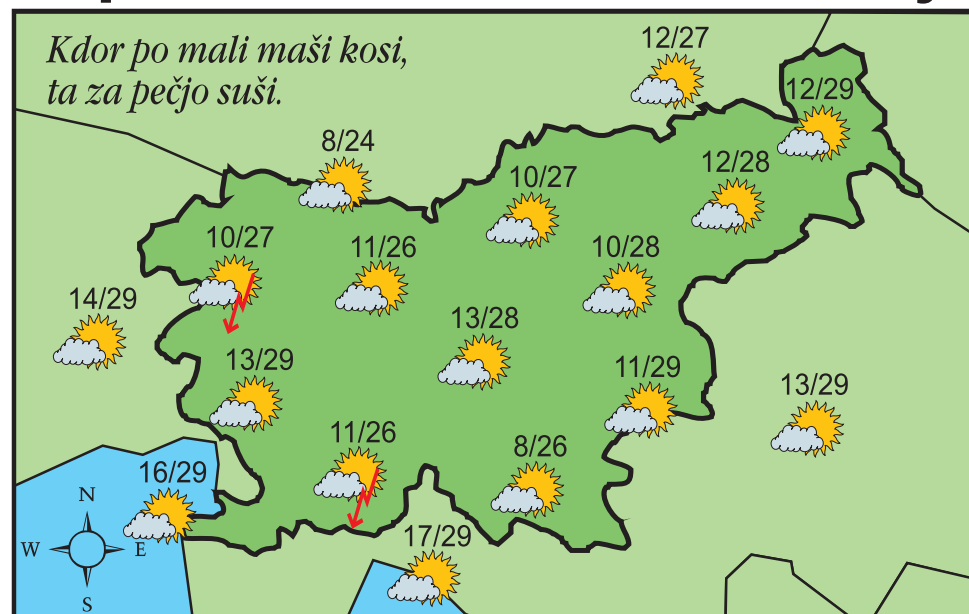 Kdor po mali maši kosi,
ta za pečjo suši.
12/27
12/29
8/24
12/28
10/27
10/27
11/26
10/28
14/29
13/28
13/29
11/29
13/29
11/26
8/26
16/29
N
W
E
S
17/29